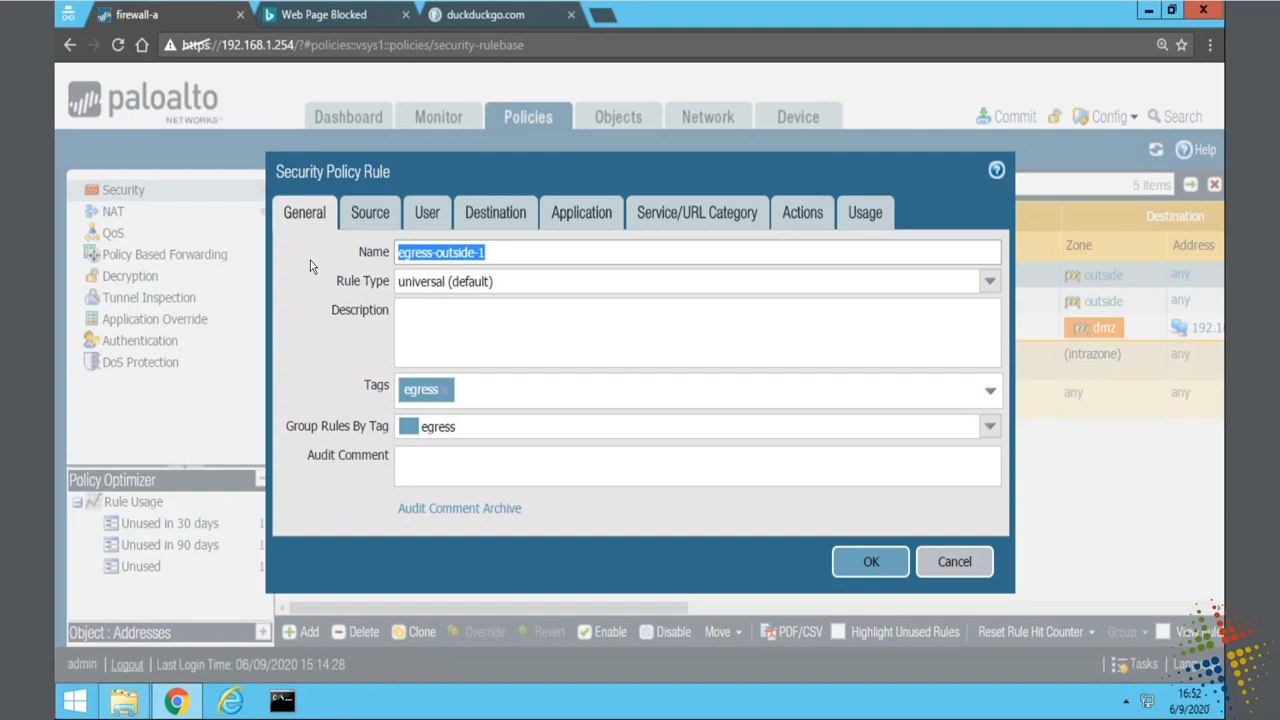 firewall-a
Web Page Blocked
duckduckgo.com
https://192.168.1.254/?#policies::vsys1::policies/security-rulebase
paloalto
NETWORKS
Dashboard
Monitor
Policies
Objects
Network
Device
Commit
Config
Search
Help
Security
NAT
QoS
Policy Based Forwarding
Decryption
Tunnel Inspection
Application Override
Authentication
DoS Protection
5 items
Destination
Zone
Address
outside
any
outside
any
dmz
(intrazone)
any
any
any
Security Policy Rule
General
Source
User
Destination
Application
Service/URL Category
Actions
Usage
Name
egress-outside-1
Rule Type
universal (default)
Description
Tags
egress
Group Rules By Tag
egress
Audit Comment
Audit Comment Archive
OK
Cancel
Policy Optimizer
Rule Usage
Unused in 30 days
1
Unused in 90 days
1
Unused
1
Object : Addresses
Add
Delete
Clone
Override
Revert
Enable
Disable
Move
PDF/CSV
Highlight Unused Rules
Reset Rule Hit Counter
Group
admin
Logout
Last Login Time: 06/09/2020 15:14:28
Tasks
16:52
6/9/2020